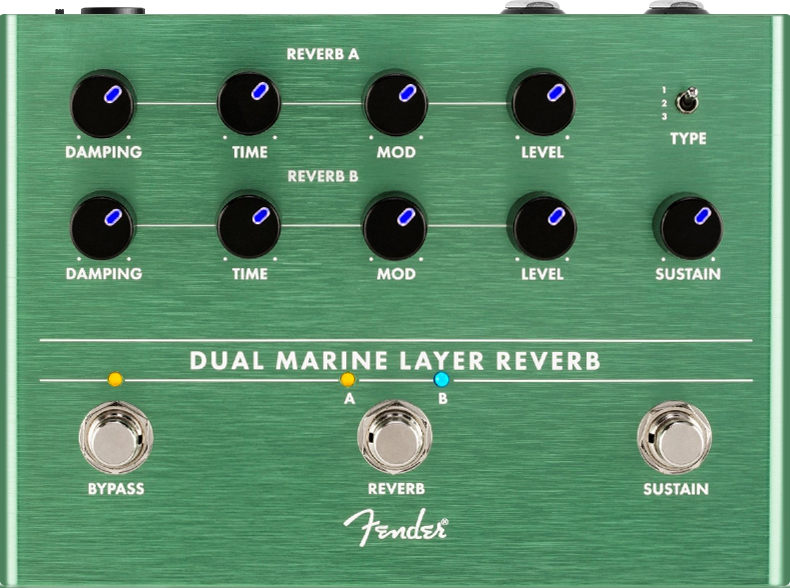 REVERB A
DAMPING TIME MOD LEVEL
1
2
3
TYPE
REVERB B
DAMPING TIME MOD LEVEL SUSTAIN
DUAL MARINE LAYER REVERB
A B
BYPASS REVERB SUSTAIN
Fender®